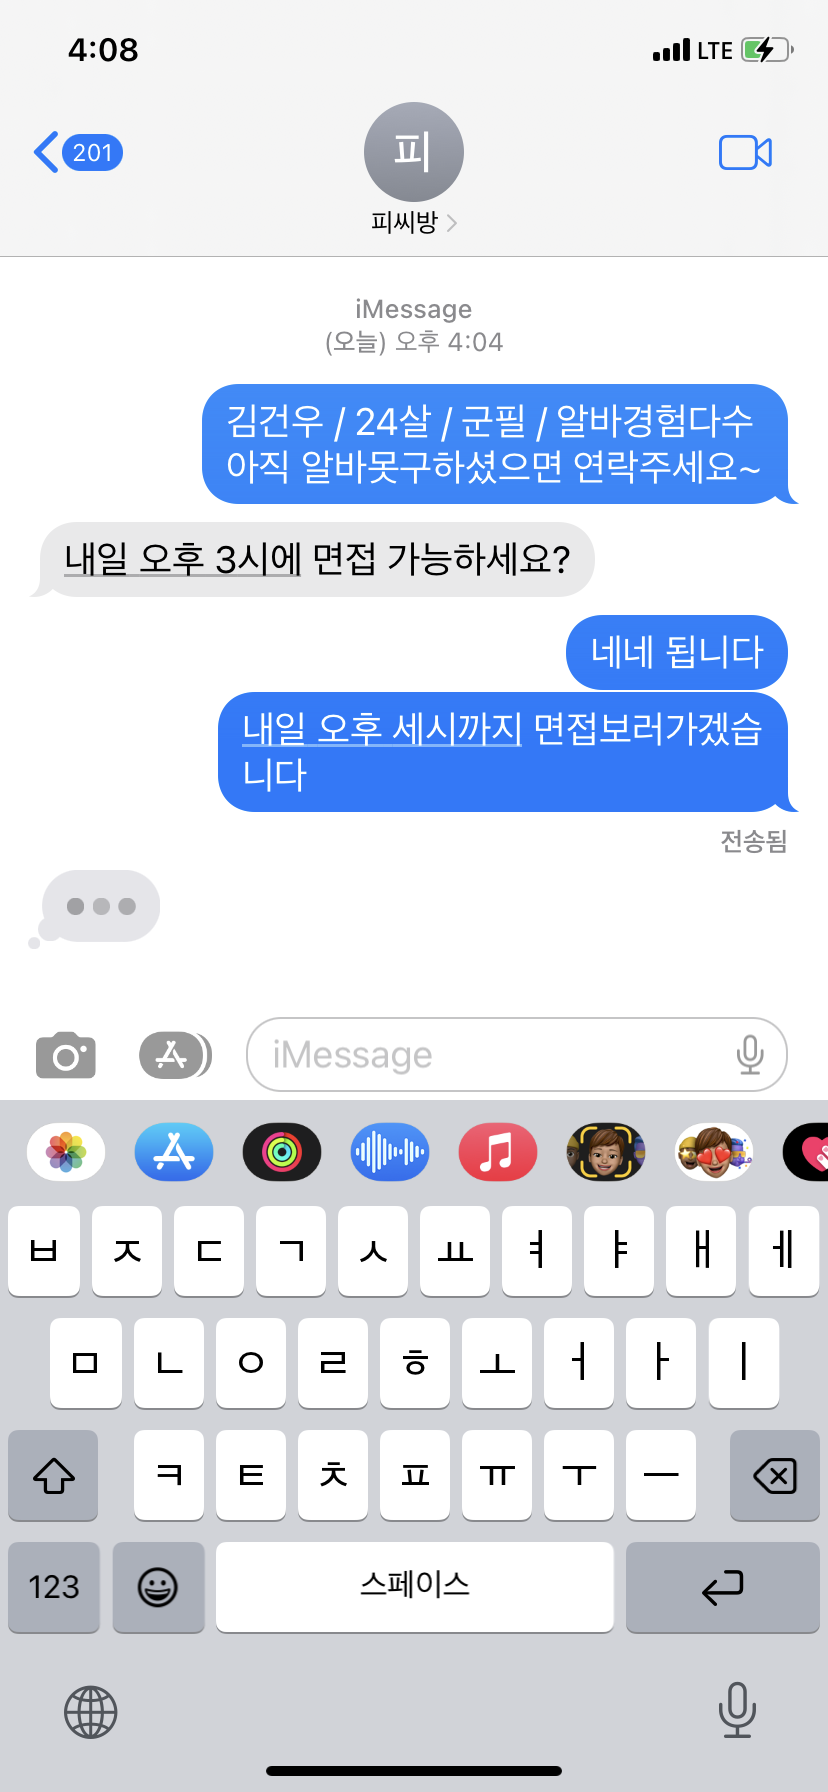 4:08
LTE
201
피
피씨방
iMessage
(오늘) 오후 4:04
김건우 / 24살 / 군필 / 알바경험다수
아직 알바못구하셨으면 연락주세요~
내일 오후 3시에 면접 가능하세요?
네네 됩니다
내일 오후 세시까지 면접보러가겠습
니다
전송됨
iMessage
ㅂ ㅈ ㄷ ㄱ ㅅ ㅛ ㅕ ㅑ ㅐ ㅔ
ㅁ ㄴ ㅇ ㄹ ㅎ ㅗ ㅓ ㅏ ㅣ
ㅋ ㅌ ㅊ ㅍ ㅠ ㅜ ㅡ
123 스페이스